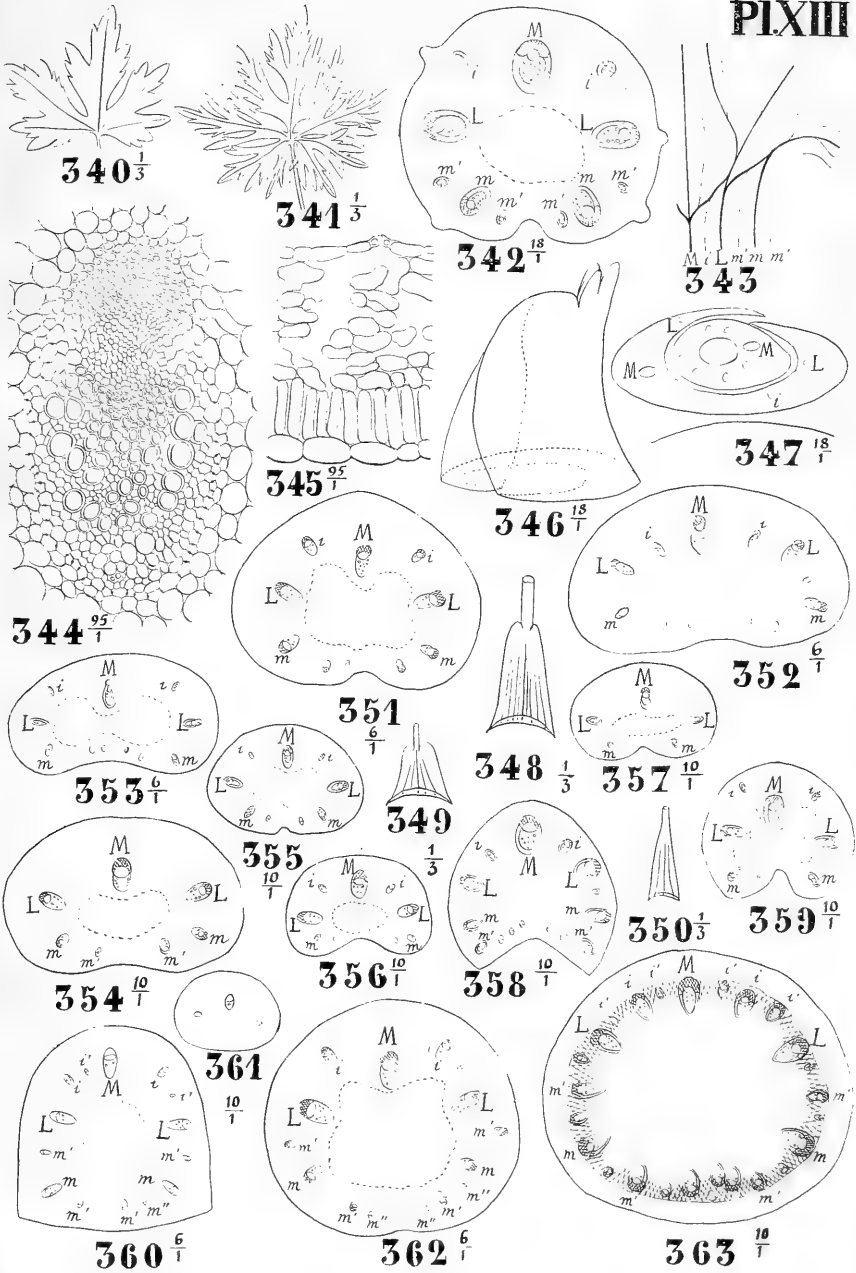 Pl.XIII
340 1/3
341 1/3
M
i i
L L
m' m m m'
m' m'
342 18/1
M i L m' m m'
343
344 95/1
345 95/1
346 18/1
L
M M L
i
347 18/1
M
i i
L L
m m
351 6/1
M
i i
L L
m m
352 6/1
M
i i
L L
m m
353 6/1
348 1/3
349 1/3
M
L L
m m
357 10/1
M
i i
L L
m m
355 10/1
M
L L
m m
m' m'
354 10/1
M
i i
L L
m m
356 10/1
M
i i
L L
m m
m' m'
358 10/1
350 1/3
M
i i
L L
m m
359 10/1
361 10/1
M
i' i
i'
L L
m' m'
m m
m' m' m"
360 6/1
M
i i
L L
m' m'
m m
m"
m' m" m" m'
362 6/1
M
i' i i' i' i i'
L L
m' m'
m m
m' m'
363 10/1